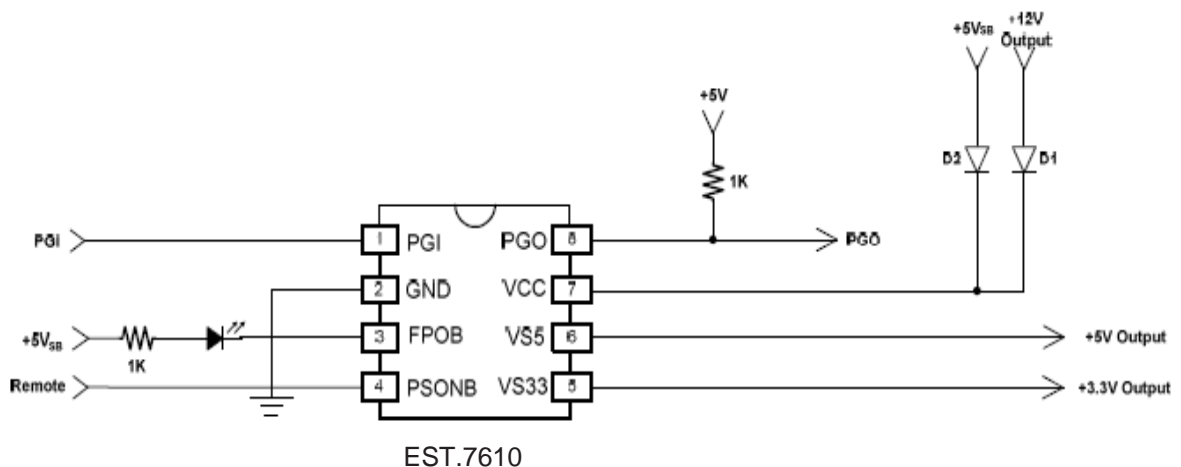 +5VSB
+12V
Output
+5V
D2
D1
1K
PGI
1
PGI
PGO
8
PGO
2
GND
VCC
7
+5VSB
1K
3
FPOB
VS5
6
+5V Output
Remote
4
PSONB
VS33
5
+3.3V Output
EST.7610